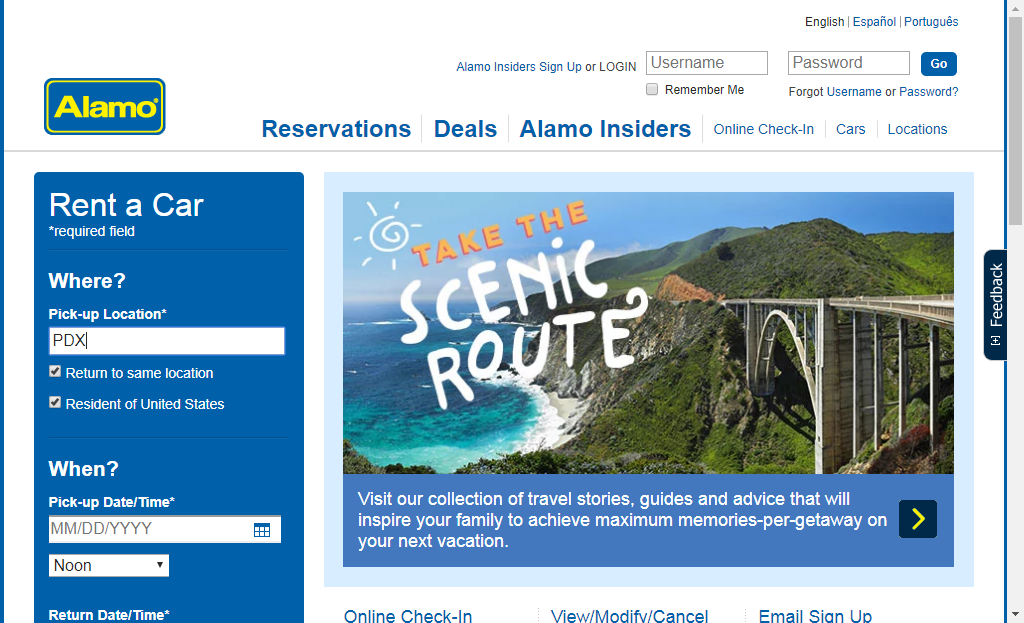 English | Español | Português
Alamo Insiders Sign Up or LOGIN
Username
Password
Go
Remember Me
Forgot Username or Password?
Alamo
Reservations
Deals
Alamo Insiders
Online Check-In
Cars
Locations
Rent a Car
*required field
Where?
Pick-up Location*
PDX
Return to same location
Resident of United States
When?
Pick-up Date/Time*
MM/DD/YYYY
Noon
Return Date/Time*
TAKE THE
SCENIC
ROUTE
Visit our collection of travel stories, guides and advice that will
inspire your family to achieve maximum memories-per-getaway on
your next vacation.
[+] Feedback
Online Check-In
View/Modify/Cancel
Email Sign Up